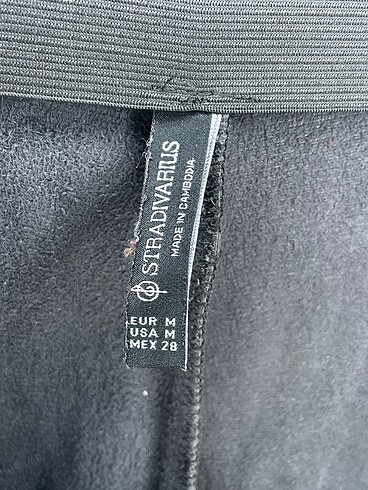 STRADIVARIUS
MADE IN CAMBODIA
EUR M
USA M
MEX 28